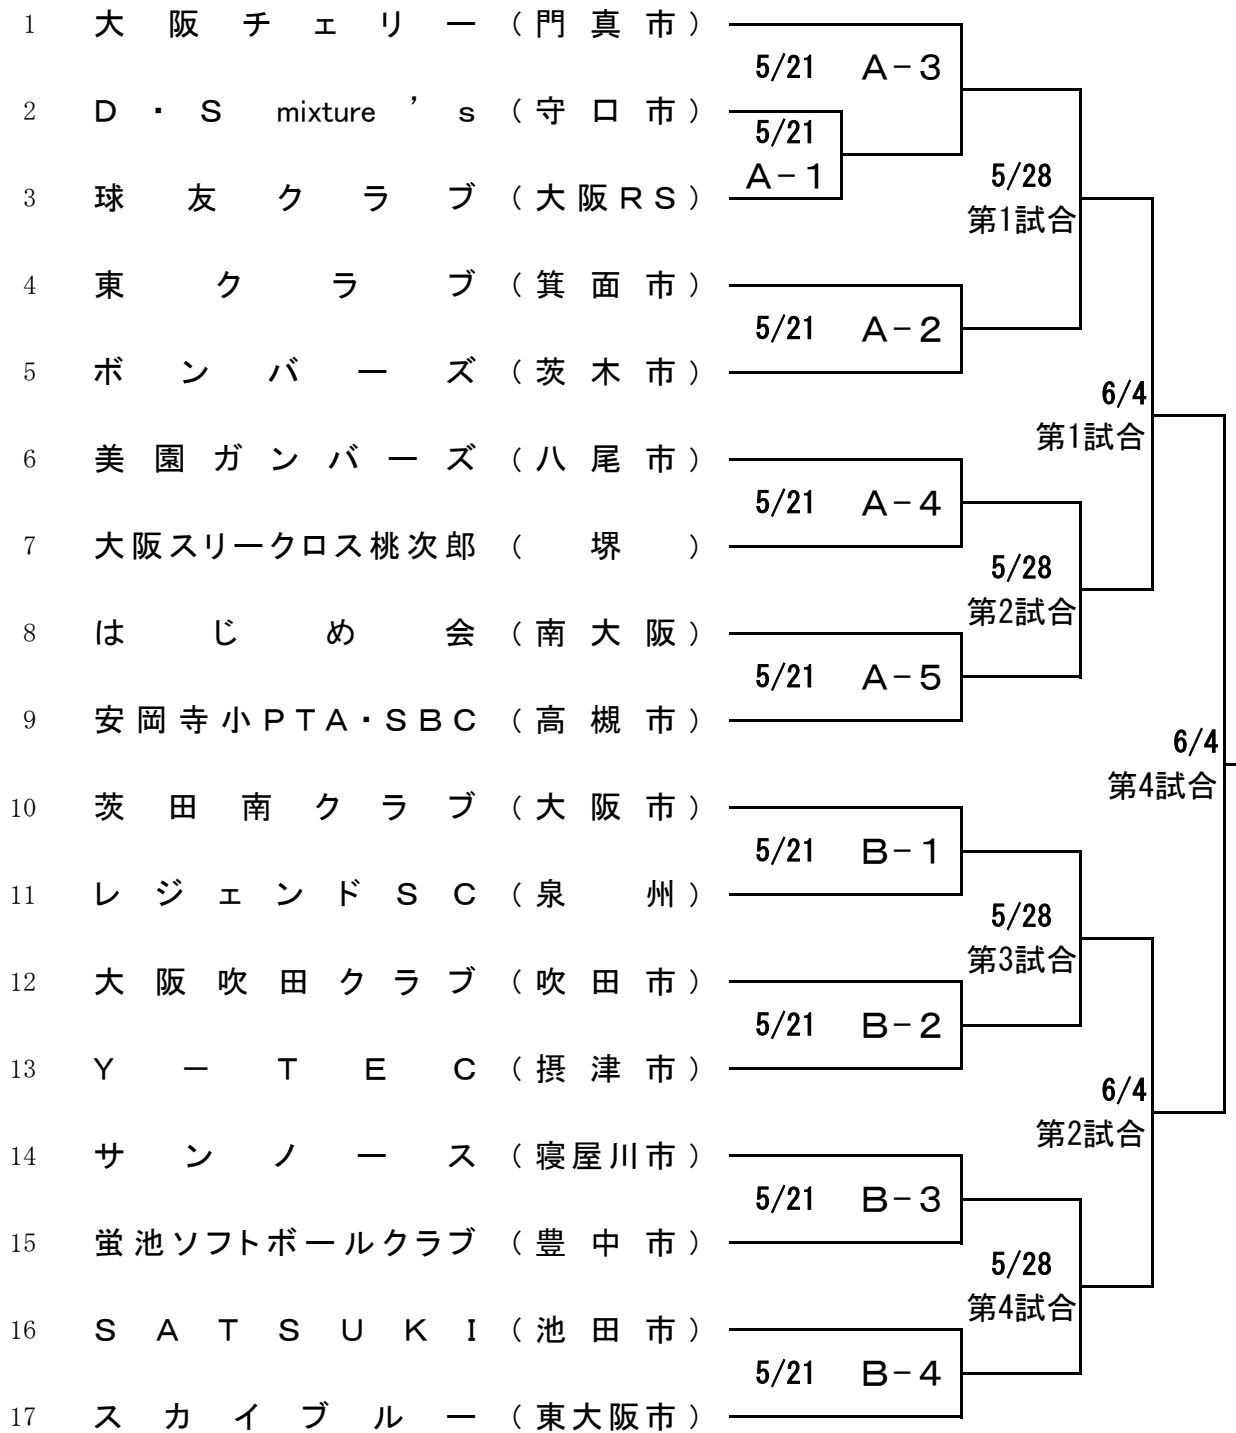 1 大阪チェリー (門真市)
5/21 A-3
2 D・S mixture's (守口市)
5/21
A-1
3 球友クラブ (大阪RS)
5/28
第1試合
4 東クラブ (箕面市)
5/21 A-2
5 ボンバーズ (茨木市)
6/4
第1試合
6 美園ガンバーズ (八尾市)
5/21 A-4
7 大阪スリークロス桃次郎 (堺)
5/28
第2試合
8 はじめ会 (南大阪)
5/21 A-5
9 安岡寺小PTA・SBC (高槻市)
6/4
第4試合
10 茨田南クラブ (大阪市)
5/21 B-1
11 レジェンドSC (泉州)
5/28
第3試合
12 大阪吹田クラブ (吹田市)
5/21 B-2
13 Y－TEC (摂津市)
6/4
第2試合
14 サンノース (寝屋川市)
5/21 B-3
15 蛍池ソフトボールクラブ (豊中市)
5/28
第4試合
16 SATSUKI (池田市)
5/21 B-4
17 スカイブルー (東大阪市)